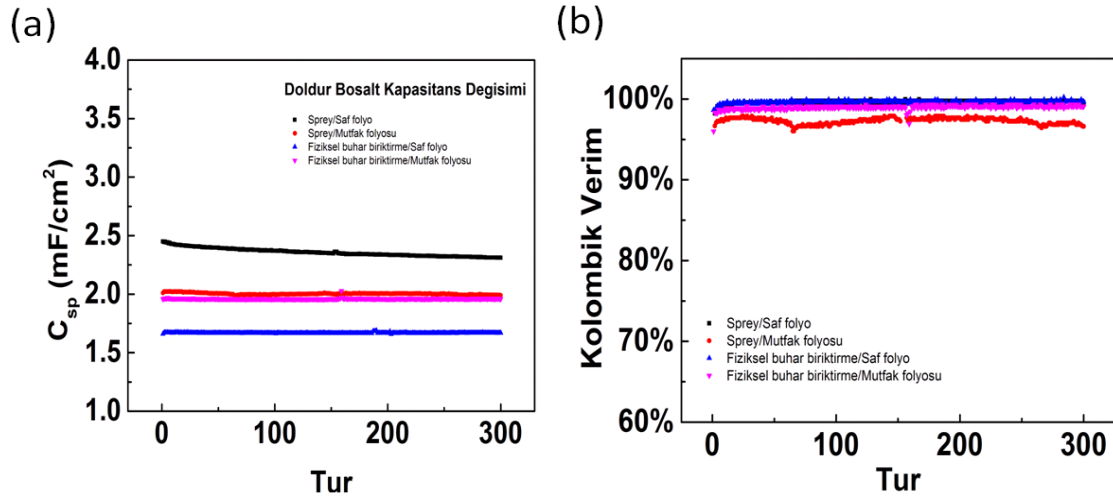 (a)
4.0
3.5
3.0
2.5
2.0
1.5
1.0
C_sp (mF/cm²)
Doldur Bosalt Kapasitans Degisimi
Sprey/Saf folyo
Sprey/Mutfak folyosu
Fiziksel buhar biriktirme/Saf folyo
Fiziksel buhar biriktirme/Mutfak folyosu
0 100 200 300
Tur
(b)
100%
90%
80%
70%
60%
Kolombik Verim
Sprey/Saf folyo
Sprey/Mutfak folyosu
Fiziksel buhar biriktirme/Saf folyo
Fiziksel buhar biriktirme/Mutfak folyosu
0 100 200 300
Tur